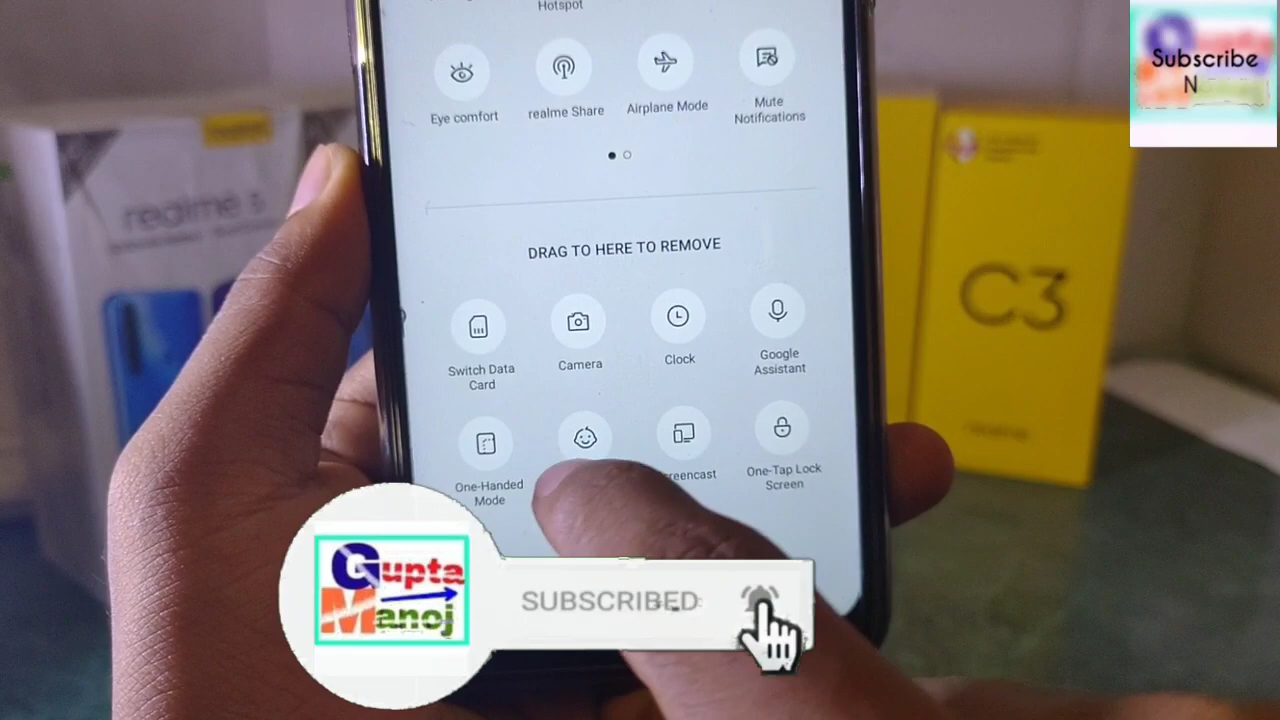 Hotspot
Subscribe
Eye comfort
realme Share
Airplane Mode
Mute
Notifications
realme 5
DRAG TO HERE TO REMOVE
C3
Switch Data
Card
Camera
Clock
Google
Assistant
One-Handed
Mode
One-Tap Lock
Screen
Gupta
Manoj
SUBSCRIBED